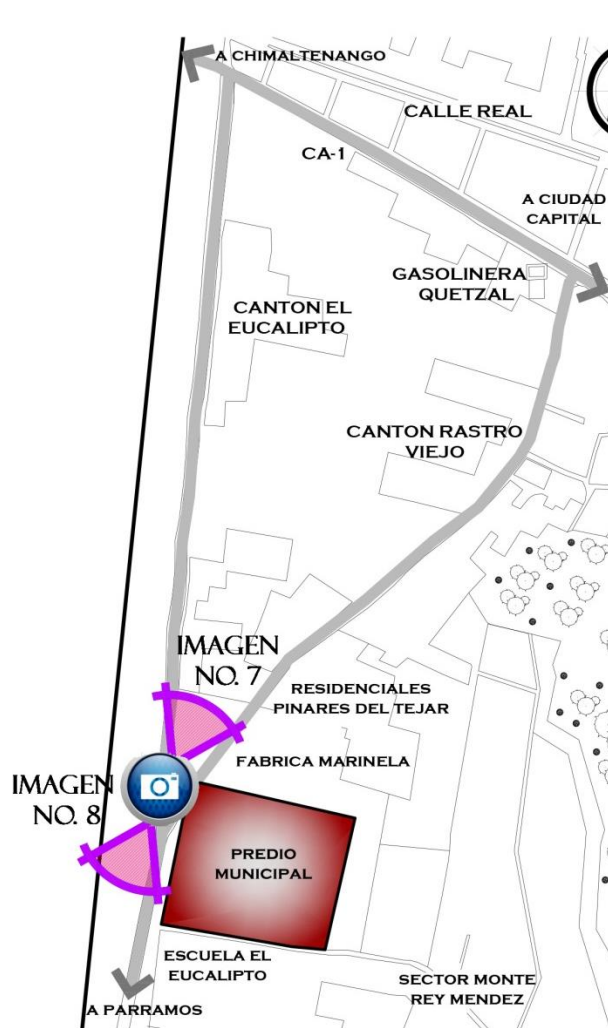 A CHIMALTENANGO
CALLE REAL
CA-1
A CIUDAD
CAPITAL
GASOLINERA
QUETZAL
CANTON EL
EUCALIPTO
CANTON RASTRO
VIEJO
IMAGEN
NO. 7
RESIDENCIALES
PINARES DEL TEJAR
FABRICA MARINELA
IMAGEN
NO. 8
PREDIO
MUNICIPAL
ESCUELA EL
EUCALIPTO
SECTOR MONTE
REY MENDEZ
A PARRAMOS